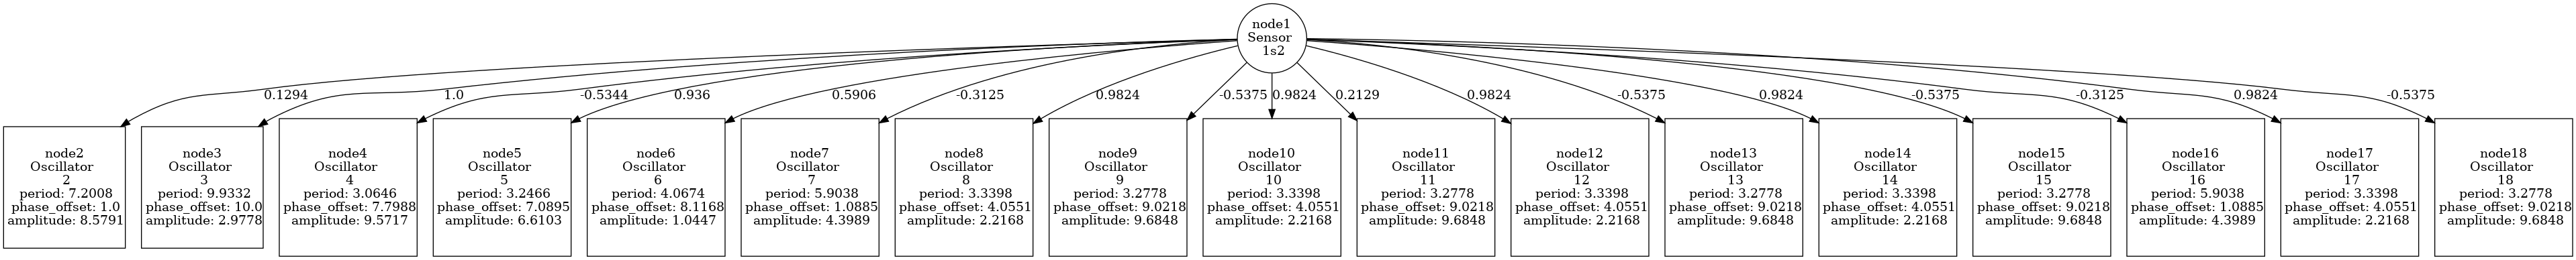 node1
Sensor
1s2
0.1294
1.0
-0.5344
0.936
0.5906
-0.3125
0.9824
-0.5375
0.9824
0.2129
0.9824
-0.5375
0.9824
-0.5375
-0.3125
0.9824
-0.5375
node2
Oscillator
2
period: 7.2008
phase_offset: 1.0
amplitude: 8.5791
node3
Oscillator
3
period: 9.9332
phase_offset: 10.0
amplitude: 2.9778
node4
Oscillator
4
period: 3.0646
phase_offset: 7.7988
amplitude: 9.5717
node5
Oscillator
5
period: 3.2466
phase_offset: 7.0895
amplitude: 6.6103
node6
Oscillator
6
period: 4.0674
phase_offset: 8.1168
amplitude: 1.0447
node7
Oscillator
7
period: 5.9038
phase_offset: 1.0885
amplitude: 4.3989
node8
Oscillator
8
period: 3.3398
phase_offset: 4.0551
amplitude: 2.2168
node9
Oscillator
9
period: 3.2778
phase_offset: 9.0218
amplitude: 9.6848
node10
Oscillator
10
period: 3.3398
phase_offset: 4.0551
amplitude: 2.2168
node11
Oscillator
11
period: 3.2778
phase_offset: 9.0218
amplitude: 9.6848
node12
Oscillator
12
period: 3.3398
phase_offset: 4.0551
amplitude: 2.2168
node13
Oscillator
13
period: 3.2778
phase_offset: 9.0218
amplitude: 9.6848
node14
Oscillator
14
period: 3.3398
phase_offset: 4.0551
amplitude: 2.2168
node15
Oscillator
15
period: 3.2778
phase_offset: 9.0218
amplitude: 9.6848
node16
Oscillator
16
period: 5.9038
phase_offset: 1.0885
amplitude: 4.3989
node17
Oscillator
17
period: 3.3398
phase_offset: 4.0551
amplitude: 2.2168
node18
Oscillator
18
period: 3.2778
phase_offset: 9.0218
amplitude: 9.6848